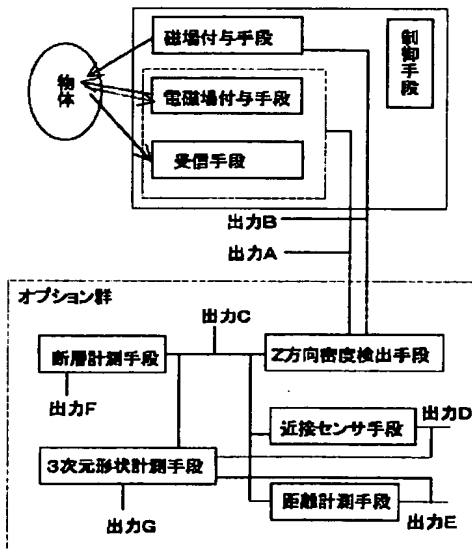 磁場付与手段
制御手段
物体
電磁場付与手段
受信手段
出力B
出力A
オプション群
出力C
断層計測手段
Z方向密度検出手段
出力F
近接センサ手段
出力D
3次元形状計測手段
距離計測手段
出力G
出力E